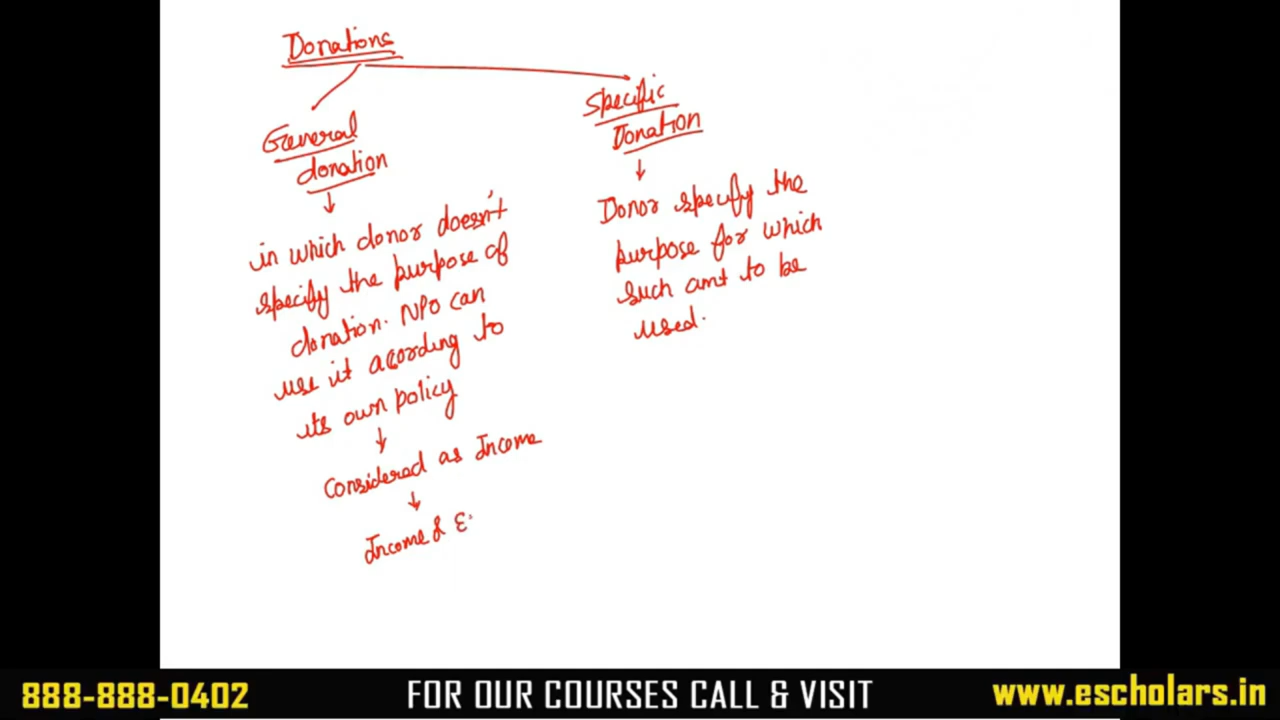 Donations
General
donation
in which donor doesn't
specify the purpose of
donation. NPO can
use it acording to
its own policy
Considered as Income
Income & E
Specific
Donation
Donor specify the
purpose for which
such amt to be
used.
888-888-0402 FOR OUR COURSES CALL & VISIT www.escholars.in